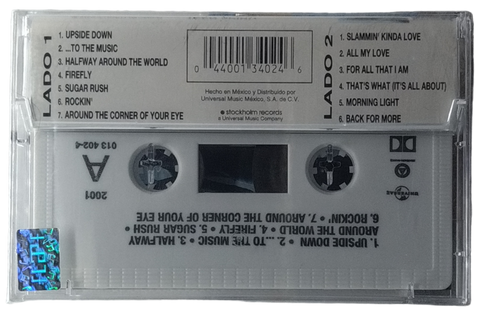 LADO 1
1. UPSIDE DOWN
2. ...TO THE MUSIC
3. HALFWAY AROUND THE WORLD
4. FIREFLY
5. SUGAR RUSH
6. ROCKIN'
7. AROUND THE CORNER OF YOUR EYE
0 44001 34024 6
Hecho en México y Distribuido por
Universal Music México, S.A. de C.V.
stockholm records
a Universal Music Company
LADO 2
1. SLAMMIN' KINDA LOVE
2. ALL MY LOVE
3. FOR ALL THAT I AM
4. THAT'S WHAT (IT'S ALL ABOUT)
5. MORNING LIGHT
6. BACK FOR MORE
1. UPSIDE DOWN • 2. ...TO THE MUSIC • 3. HALFWAY
AROUND THE WORLD • 4. FIREFLY • 5. SUGAR RUSH •
6. ROCKIN' • 7. AROUND THE CORNER OF YOUR EYE
UNIVERSAL
2001
A
013 402-4